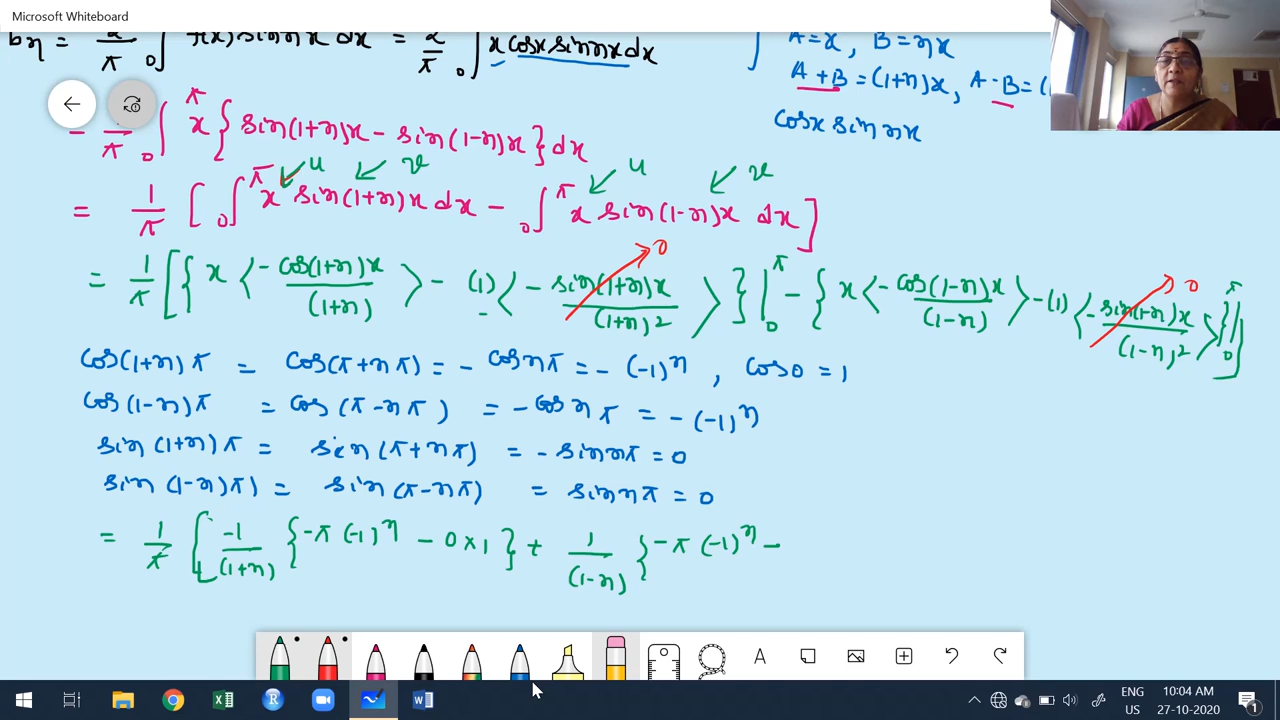 Microsoft Whiteboard
bn = 2/π 0∫ f(x) sin nx dx = 2/π 0∫ x cosx sin nx dx
A = x, B = nx
A + B = (1+n)x, A - B = (1
cosx sin nx
π 0∫^π x { sin(1+n)x - sin(1-n)x } dx
u v u v
= 1/π [ 0∫^π x sin(1+n)x dx - 0∫^π x sin(1-n)x dx ]
0 0
= 1/π [ { x < -cos(1+n)x/(1+n) > - (1) < -sin(1+n)x/(1+n)2 > } |0^π - { x < -cos(1-n)x/(1-n) > - (1) < -sin(1-n)x/(1-n)2 > } |0^π ]
cos(1+n)π = cos(π+nπ) = - cos nπ = - (-1)^n , cos 0 = 1
cos(1-n)π = cos(π-nπ) = - cos nπ = - (-1)^n
sin(1+n)π = sin(π+nπ) = - sin nπ = 0
sin(1-n)π) = sin(π-nπ) = sin nπ = 0
= 1/π [ -1/(1+n) { -π(-1)^n - 0×1 } + 1/(1-n) } -π(-1)^n -
A
ENG
US
10:04 AM
27-10-2020
1